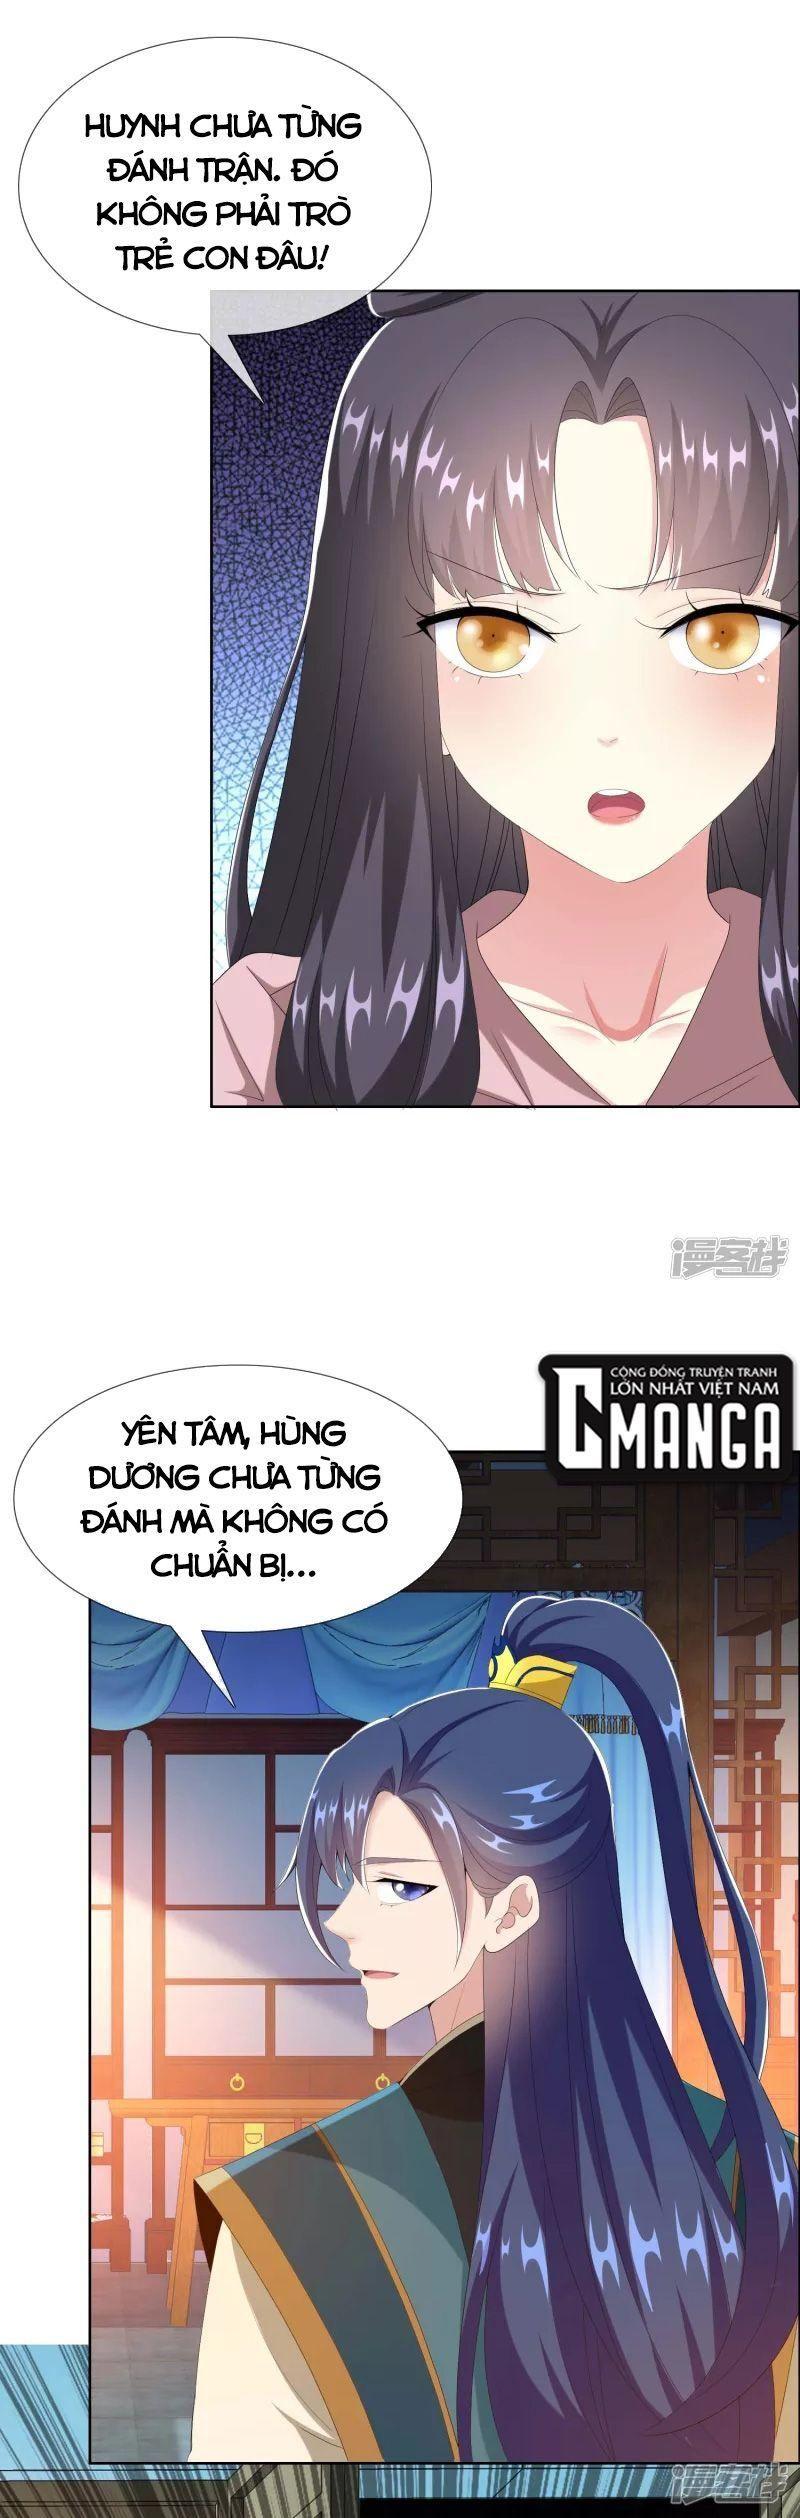 HUYNH CHƯA TỪNG
ĐÁNH TRẬN. ĐÓ
KHÔNG PHẢI TRÒ
TRẺ CON ĐÂU!
漫客栈
CỘNG ĐỒNG TRUYỆN TRANH
LỚN NHẤT VIỆT NAM
CMANGA
YÊN TÂM, HÙNG
DƯƠNG CHƯA TỪNG
ĐÁNH MÀ KHÔNG CÓ
CHUẨN BỊ...
漫客栈